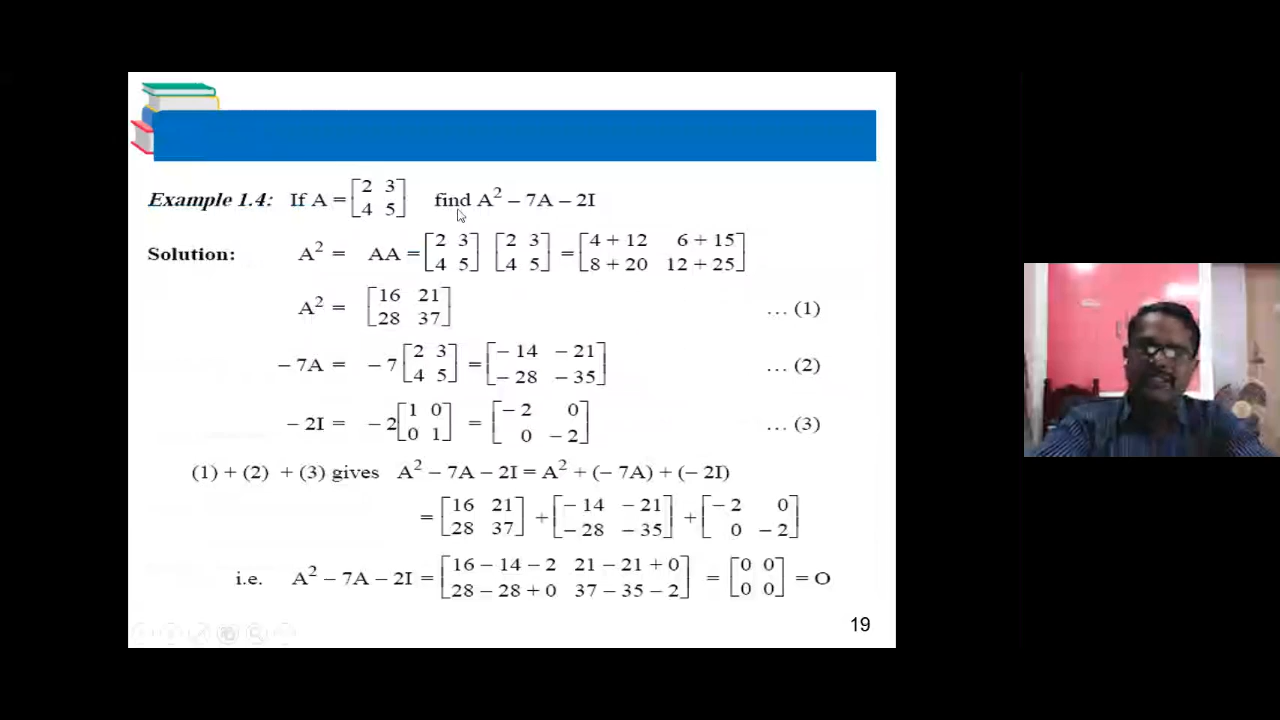 Example 1.4: If A = [2 3; 4 5] find A² – 7A – 2I
Solution: A² = AA = [2 3; 4 5] [2 3; 4 5] = [4 + 12 6 + 15; 8 + 20 12 + 25]
A² = [16 21; 28 37] … (1)
– 7A = – 7 [2 3; 4 5] = [– 14 – 21; – 28 – 35] … (2)
– 2I = – 2 [1 0; 0 1] = [– 2 0; 0 – 2] … (3)
(1) + (2) + (3) gives A² – 7A – 2I = A² + (– 7A) + (– 2I)
= [16 21; 28 37] + [– 14 – 21; – 28 – 35] + [– 2 0; 0 – 2]
i.e. A² – 7A – 2I = [16 – 14 – 2 21 – 21 + 0; 28 – 28 + 0 37 – 35 – 2] = [0 0; 0 0] = O
19